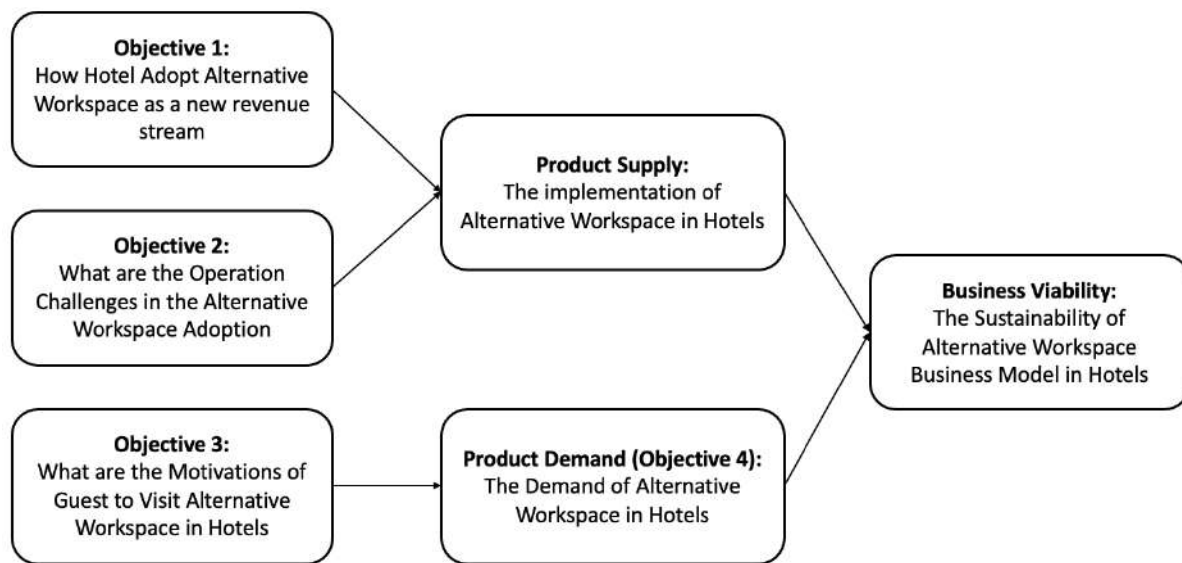 Objective 1:
How Hotel Adopt Alternative
Workspace as a new revenue
stream
Objective 2:
What are the Operation
Challenges in the Alternative
Workspace Adoption
Objective 3:
What are the Motivations of
Guest to Visit Alternative
Workspace in Hotels
Product Supply:
The implementation of
Alternative Workspace in Hotels
Product Demand (Objective 4):
The Demand of Alternative
Workspace in Hotels
Business Viability:
The Sustainability of
Alternative Workspace
Business Model in Hotels